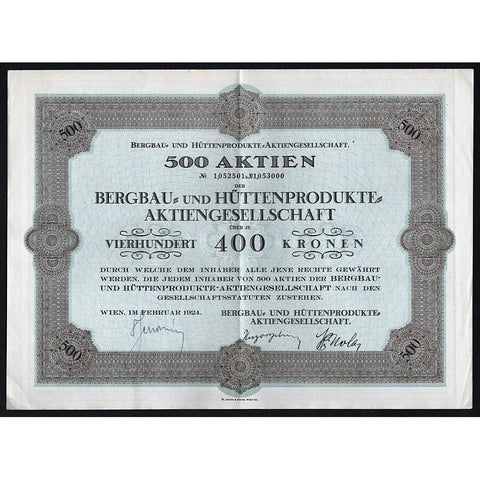 500
500
BERGBAU- UND HÜTTENPRODUKTE-AKTIENGESELLSCHAFT.
500 AKTIEN
№ 1,052501-№1,053000
DER
BERGBAU- UND HÜTTENPRODUKTE-
AKTIENGESELLSCHAFT
ÜBER JE
VIERHUNDERT 400 KRONEN
DURCH WELCHE DEM INHABER ALLE JENE RECHTE GEWÄHRT
WERDEN, DIE JEDEM INHABER VON 500 AKTIEN DER BERGBAU-
UND HÜTTENPRODUKTE-AKTIENGESELLSCHAFT NACH DEN
GESELLSCHAFTSSTATUTEN ZUSTEHEN.
WIEN, IM FEBRUAR 1924.
BERGBAU- UND HÜTTENPRODUKTE-
AKTIENGESELLSCHAFT.
500
500